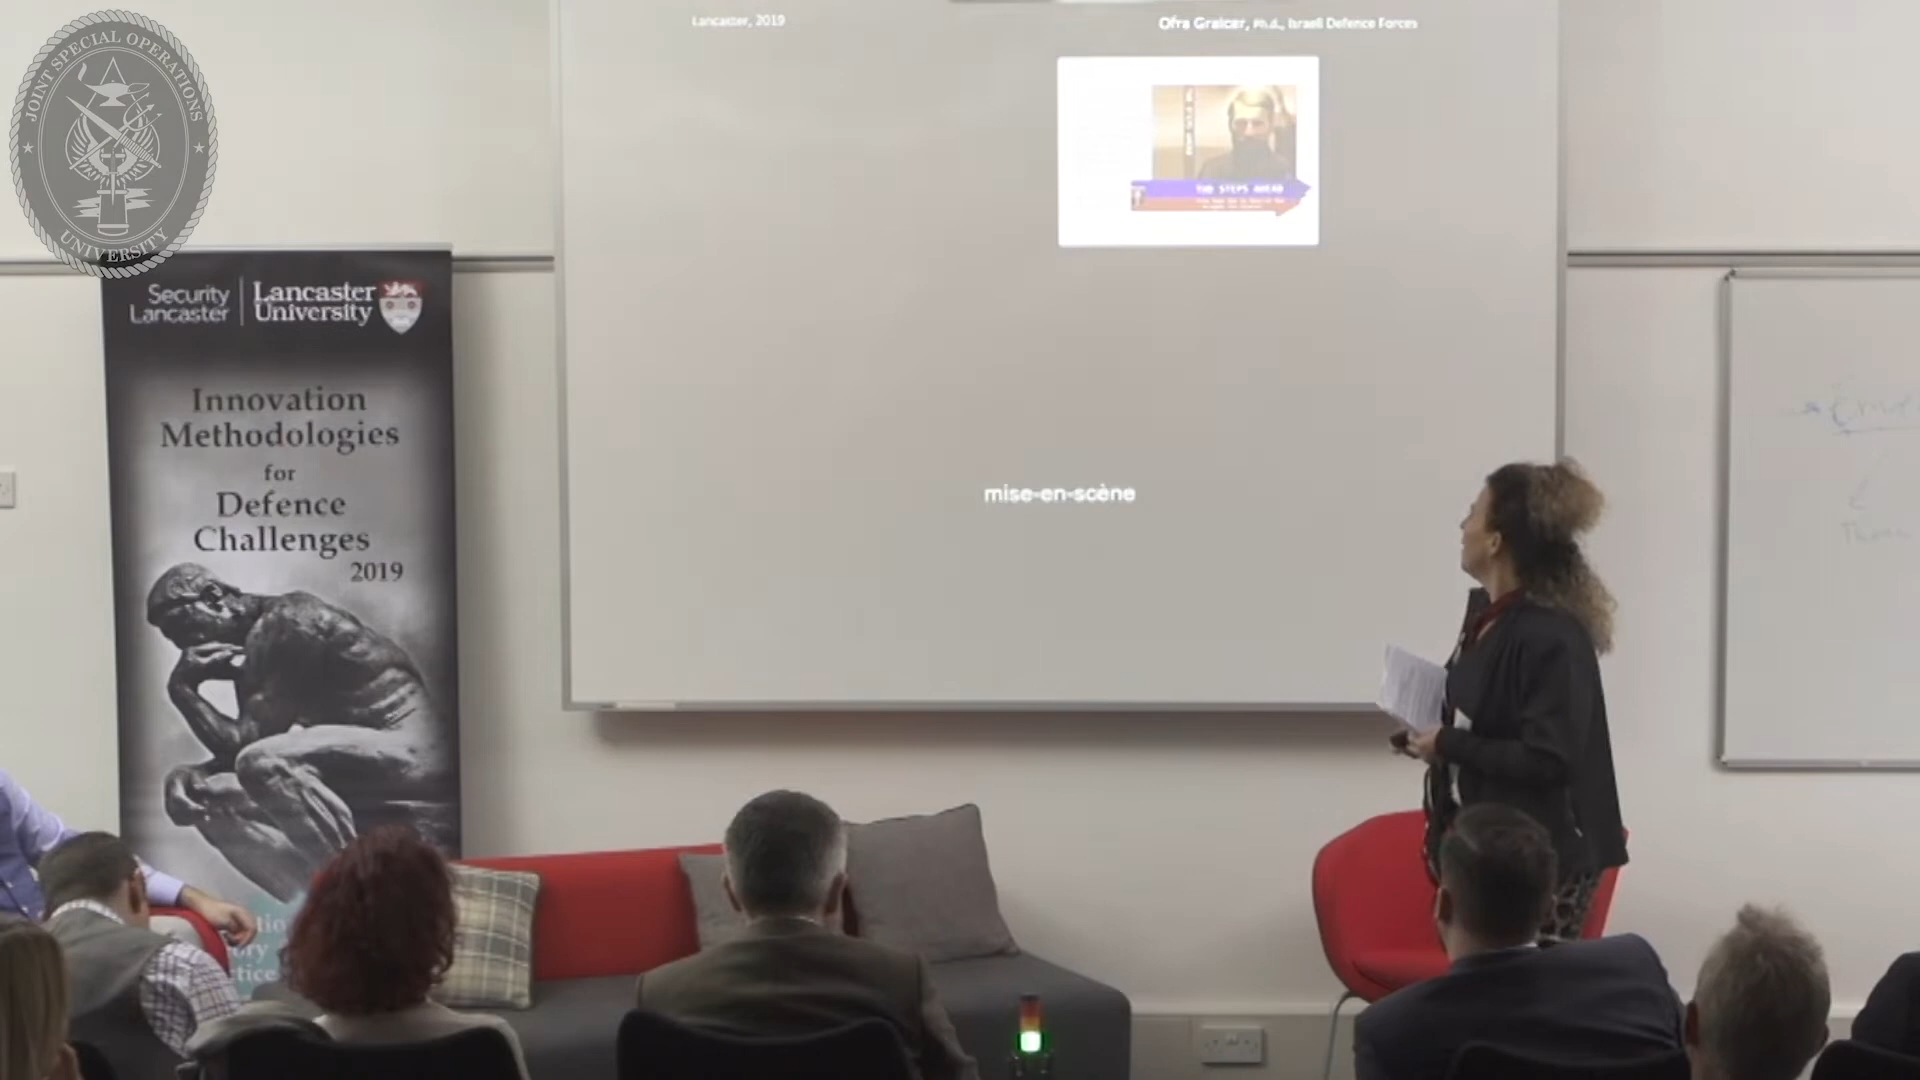 JOINT SPECIAL OPERATIONS
UNIVERSITY
Lancaster, 2019
Ofra Graicer, Ph.d., Israeli Defence Forces
TWO STEPS AHEAD
mise-en-scène
Security
Lancaster
Lancaster
University
Innovation
Methodologies
for
Defence
Challenges
2019